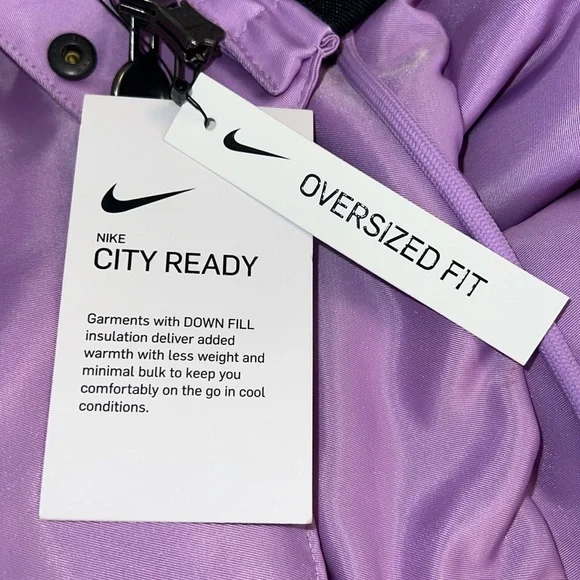 NIKE
CITY READY
Garments with DOWN FILL
insulation deliver added
warmth with less weight and
minimal bulk to keep you
comfortably on the go in cool
conditions.
OVERSIZED FIT